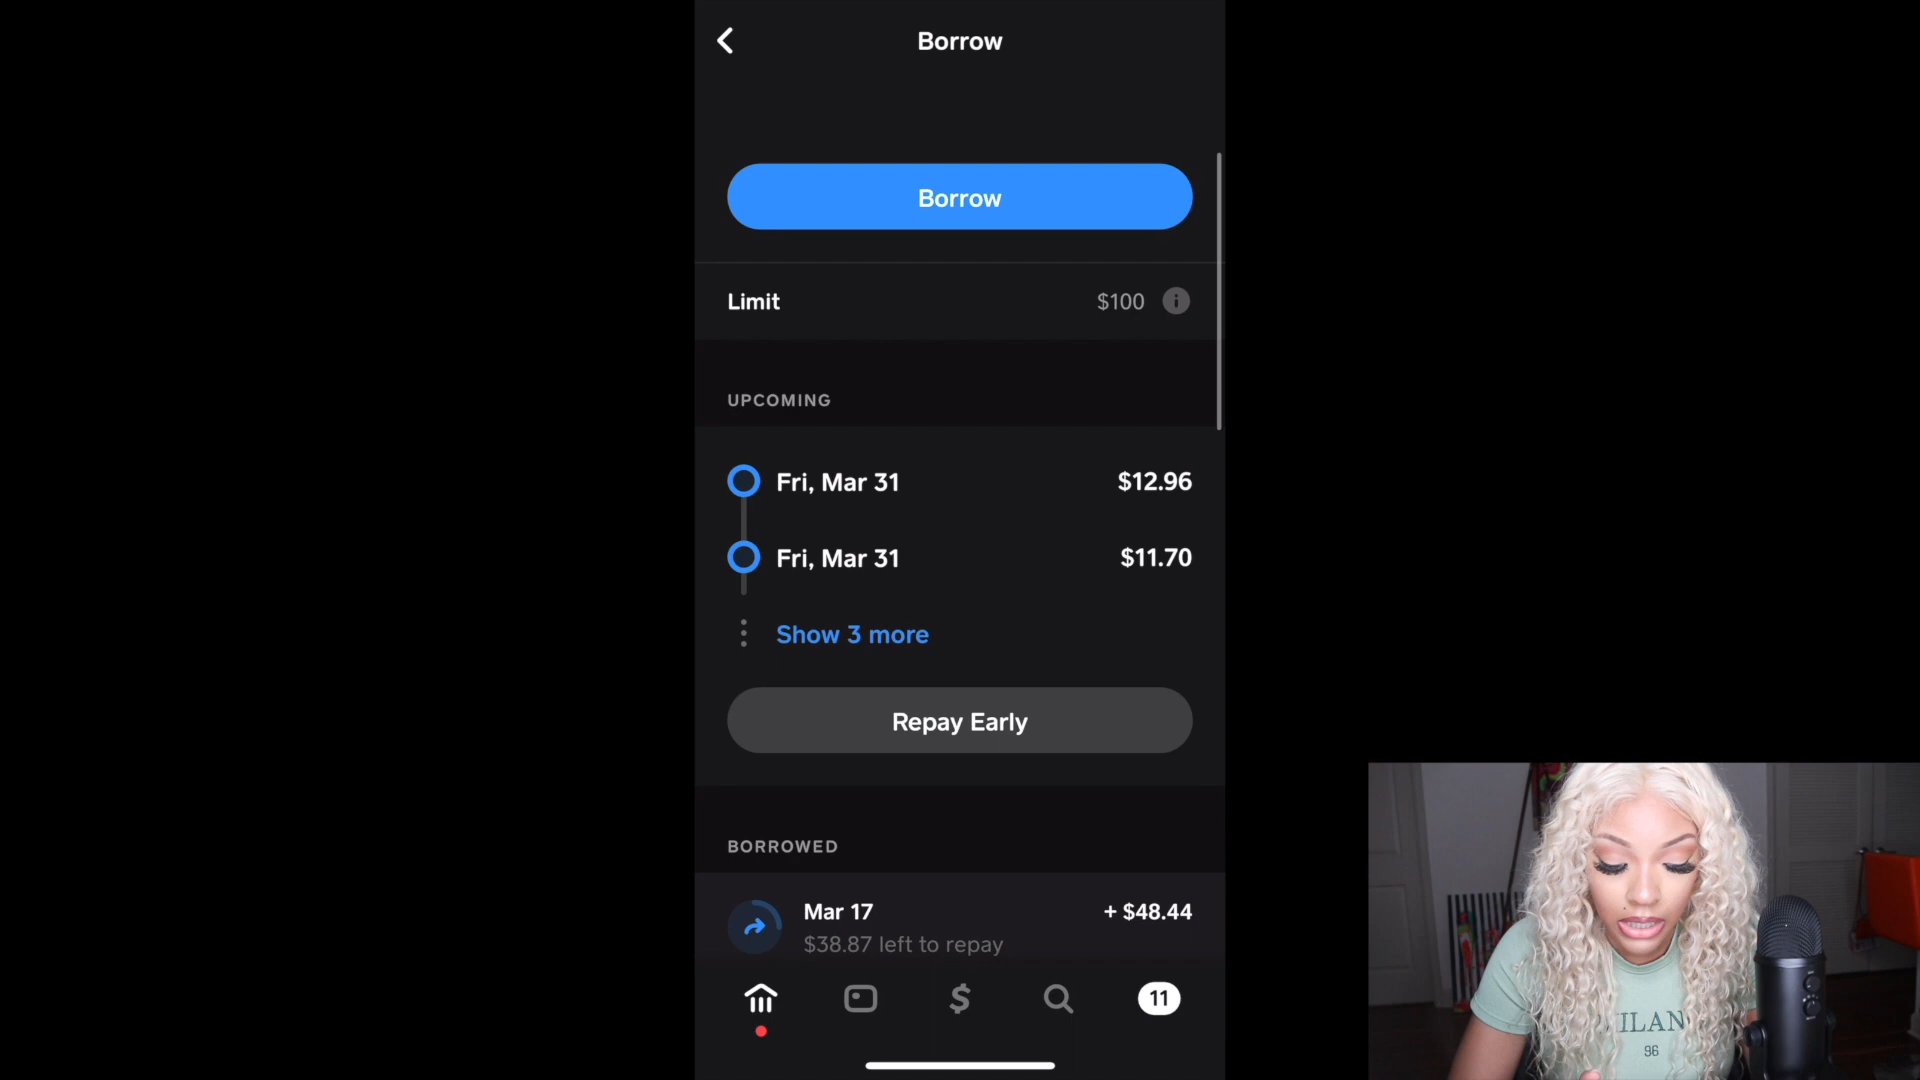 Borrow
Borrow
Limit $100
UPCOMING
Fri, Mar 31 $12.96
Fri, Mar 31 $11.70
Show 3 more
Repay Early
BORROWED
Mar 17 + $48.44
$38.87 left to repay
11
96